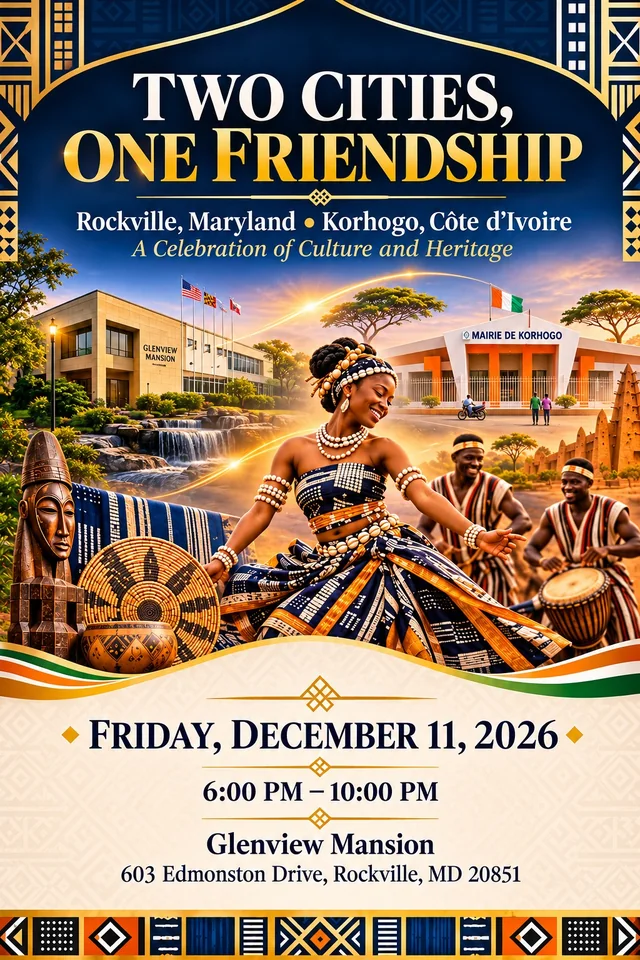 TWO CITIES,
ONE FRIENDSHIP
Rockville, Maryland • Korhogo, Côte d'Ivoire
A Celebration of Culture and Heritage
GLENVIEW
MANSION
MAIRIE DE KORHOGO
FRIDAY, DECEMBER 11, 2026
6:00 PM – 10:00 PM
Glenview Mansion
603 Edmonston Drive, Rockville, MD 20851